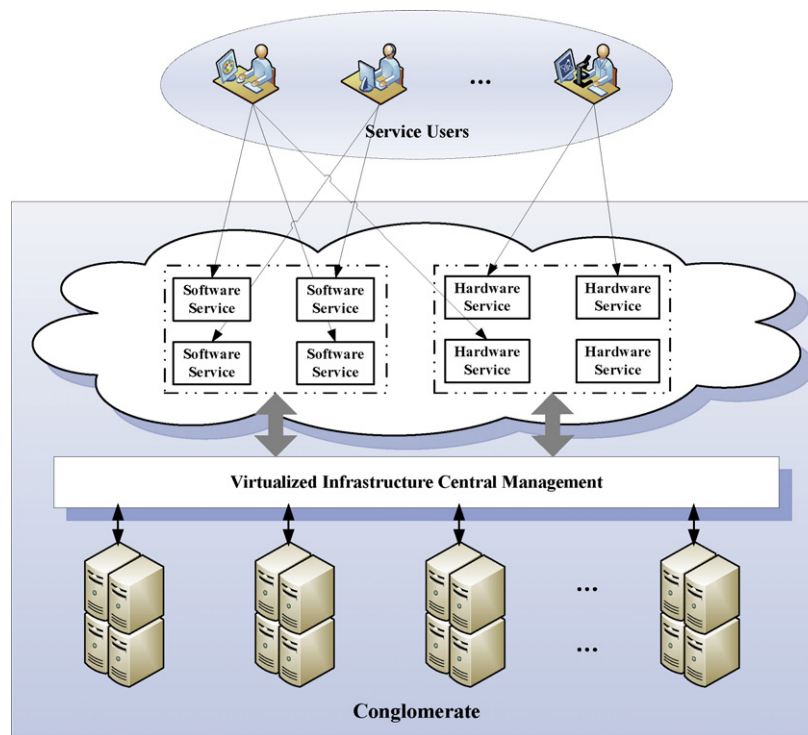 ...
Service Users
Software
Service
Software
Service
Hardware
Service
Hardware
Service
Software
Service
Software
Service
Hardware
Service
Hardware
Service
Virtualized Infrastructure Central Management
...
...
Conglomerate